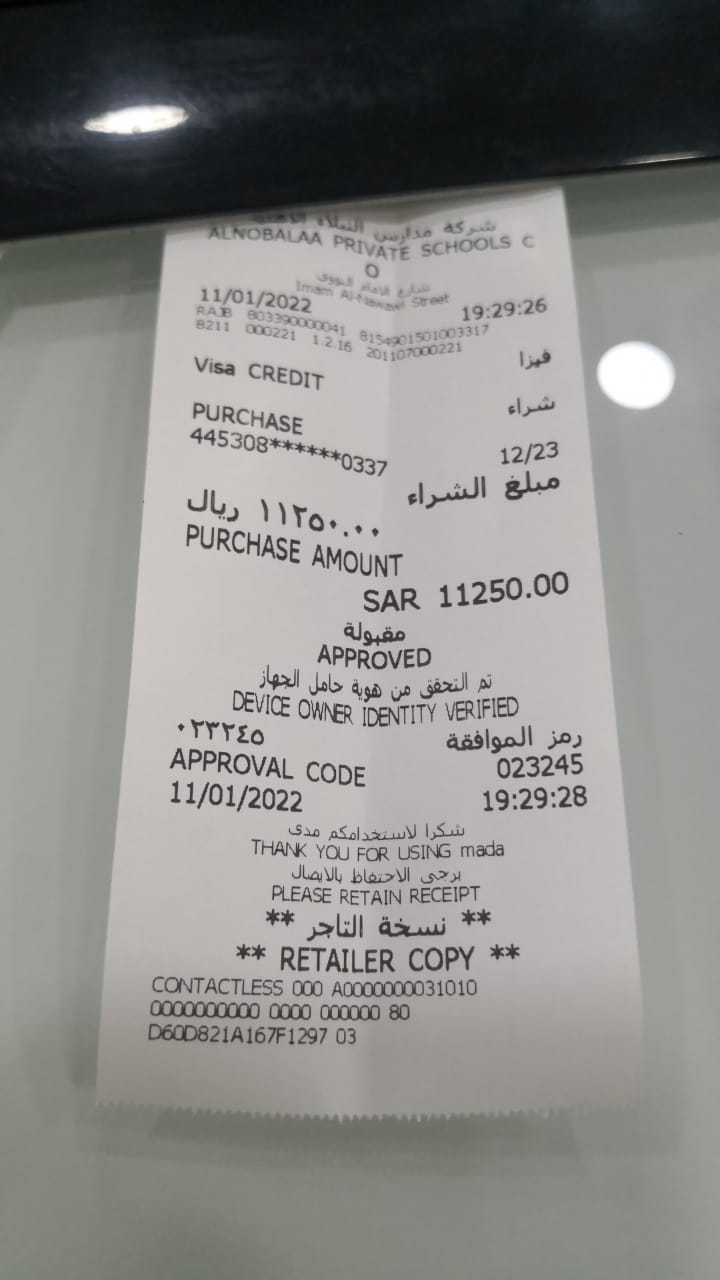 شركة مدارس النبلاء الأهلية
ALNOBALAA PRIVATE SCHOOLS C
O
شارع الامام النووي
Imam Al-Nawawi Street
11/01/2022 19:29:26
RAJB 803390000041 8154901501003317
8211 000221 1.2.16 201107000221
Visa CREDIT فيزا
PURCHASE شراء
445308******0337 12/23
مبلغ الشراء
١١٢٥٠.٠٠ ريال
PURCHASE AMOUNT
SAR 11250.00
مقبولة
APPROVED
تم التحقق من هوية حامل الجهاز
DEVICE OWNER IDENTITY VERIFIED
رمز الموافقة ٠٢٣٢٤٥
APPROVAL CODE 023245
11/01/2022 19:29:28
شكرا لاستخدامكم مدى
THANK YOU FOR USING mada
يرجى الاحتفاظ بالايصال
PLEASE RETAIN RECEIPT
** نسخة التاجر **
** RETAILER COPY **
CONTACTLESS 000 A0000000031010
0000000000 0000 000000 80
D60D821A167F1297 03